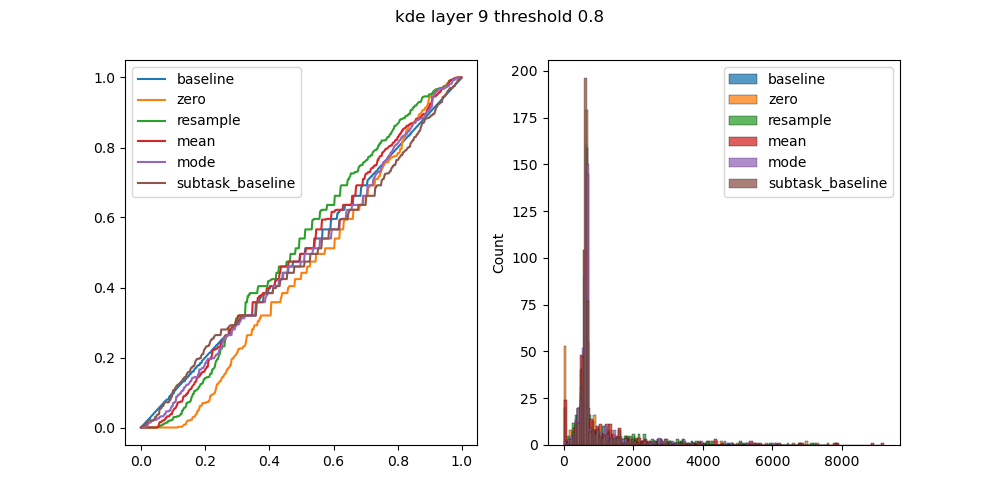 kde layer 9 threshold 0.8
1.0
0.8
0.6
0.4
0.2
0.0
0.0 0.2 0.4 0.6 0.8 1.0
baseline
zero
resample
mean
mode
subtask_baseline
Count
200
175
150
125
100
75
50
25
0
0 2000 4000 6000 8000
baseline
zero
resample
mean
mode
subtask_baseline